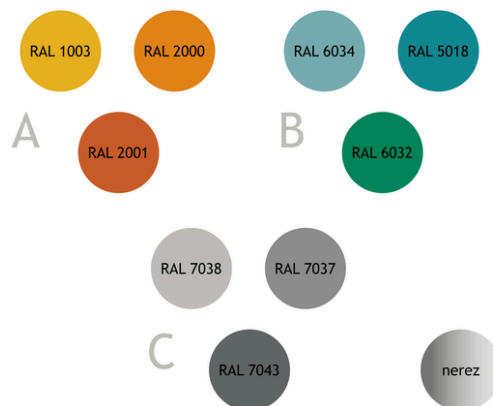 RAL 1003
RAL 2000
RAL 6034
RAL 5018
A
RAL 2001
B
RAL 6032
RAL 7038
RAL 7037
C
RAL 7043
nerez